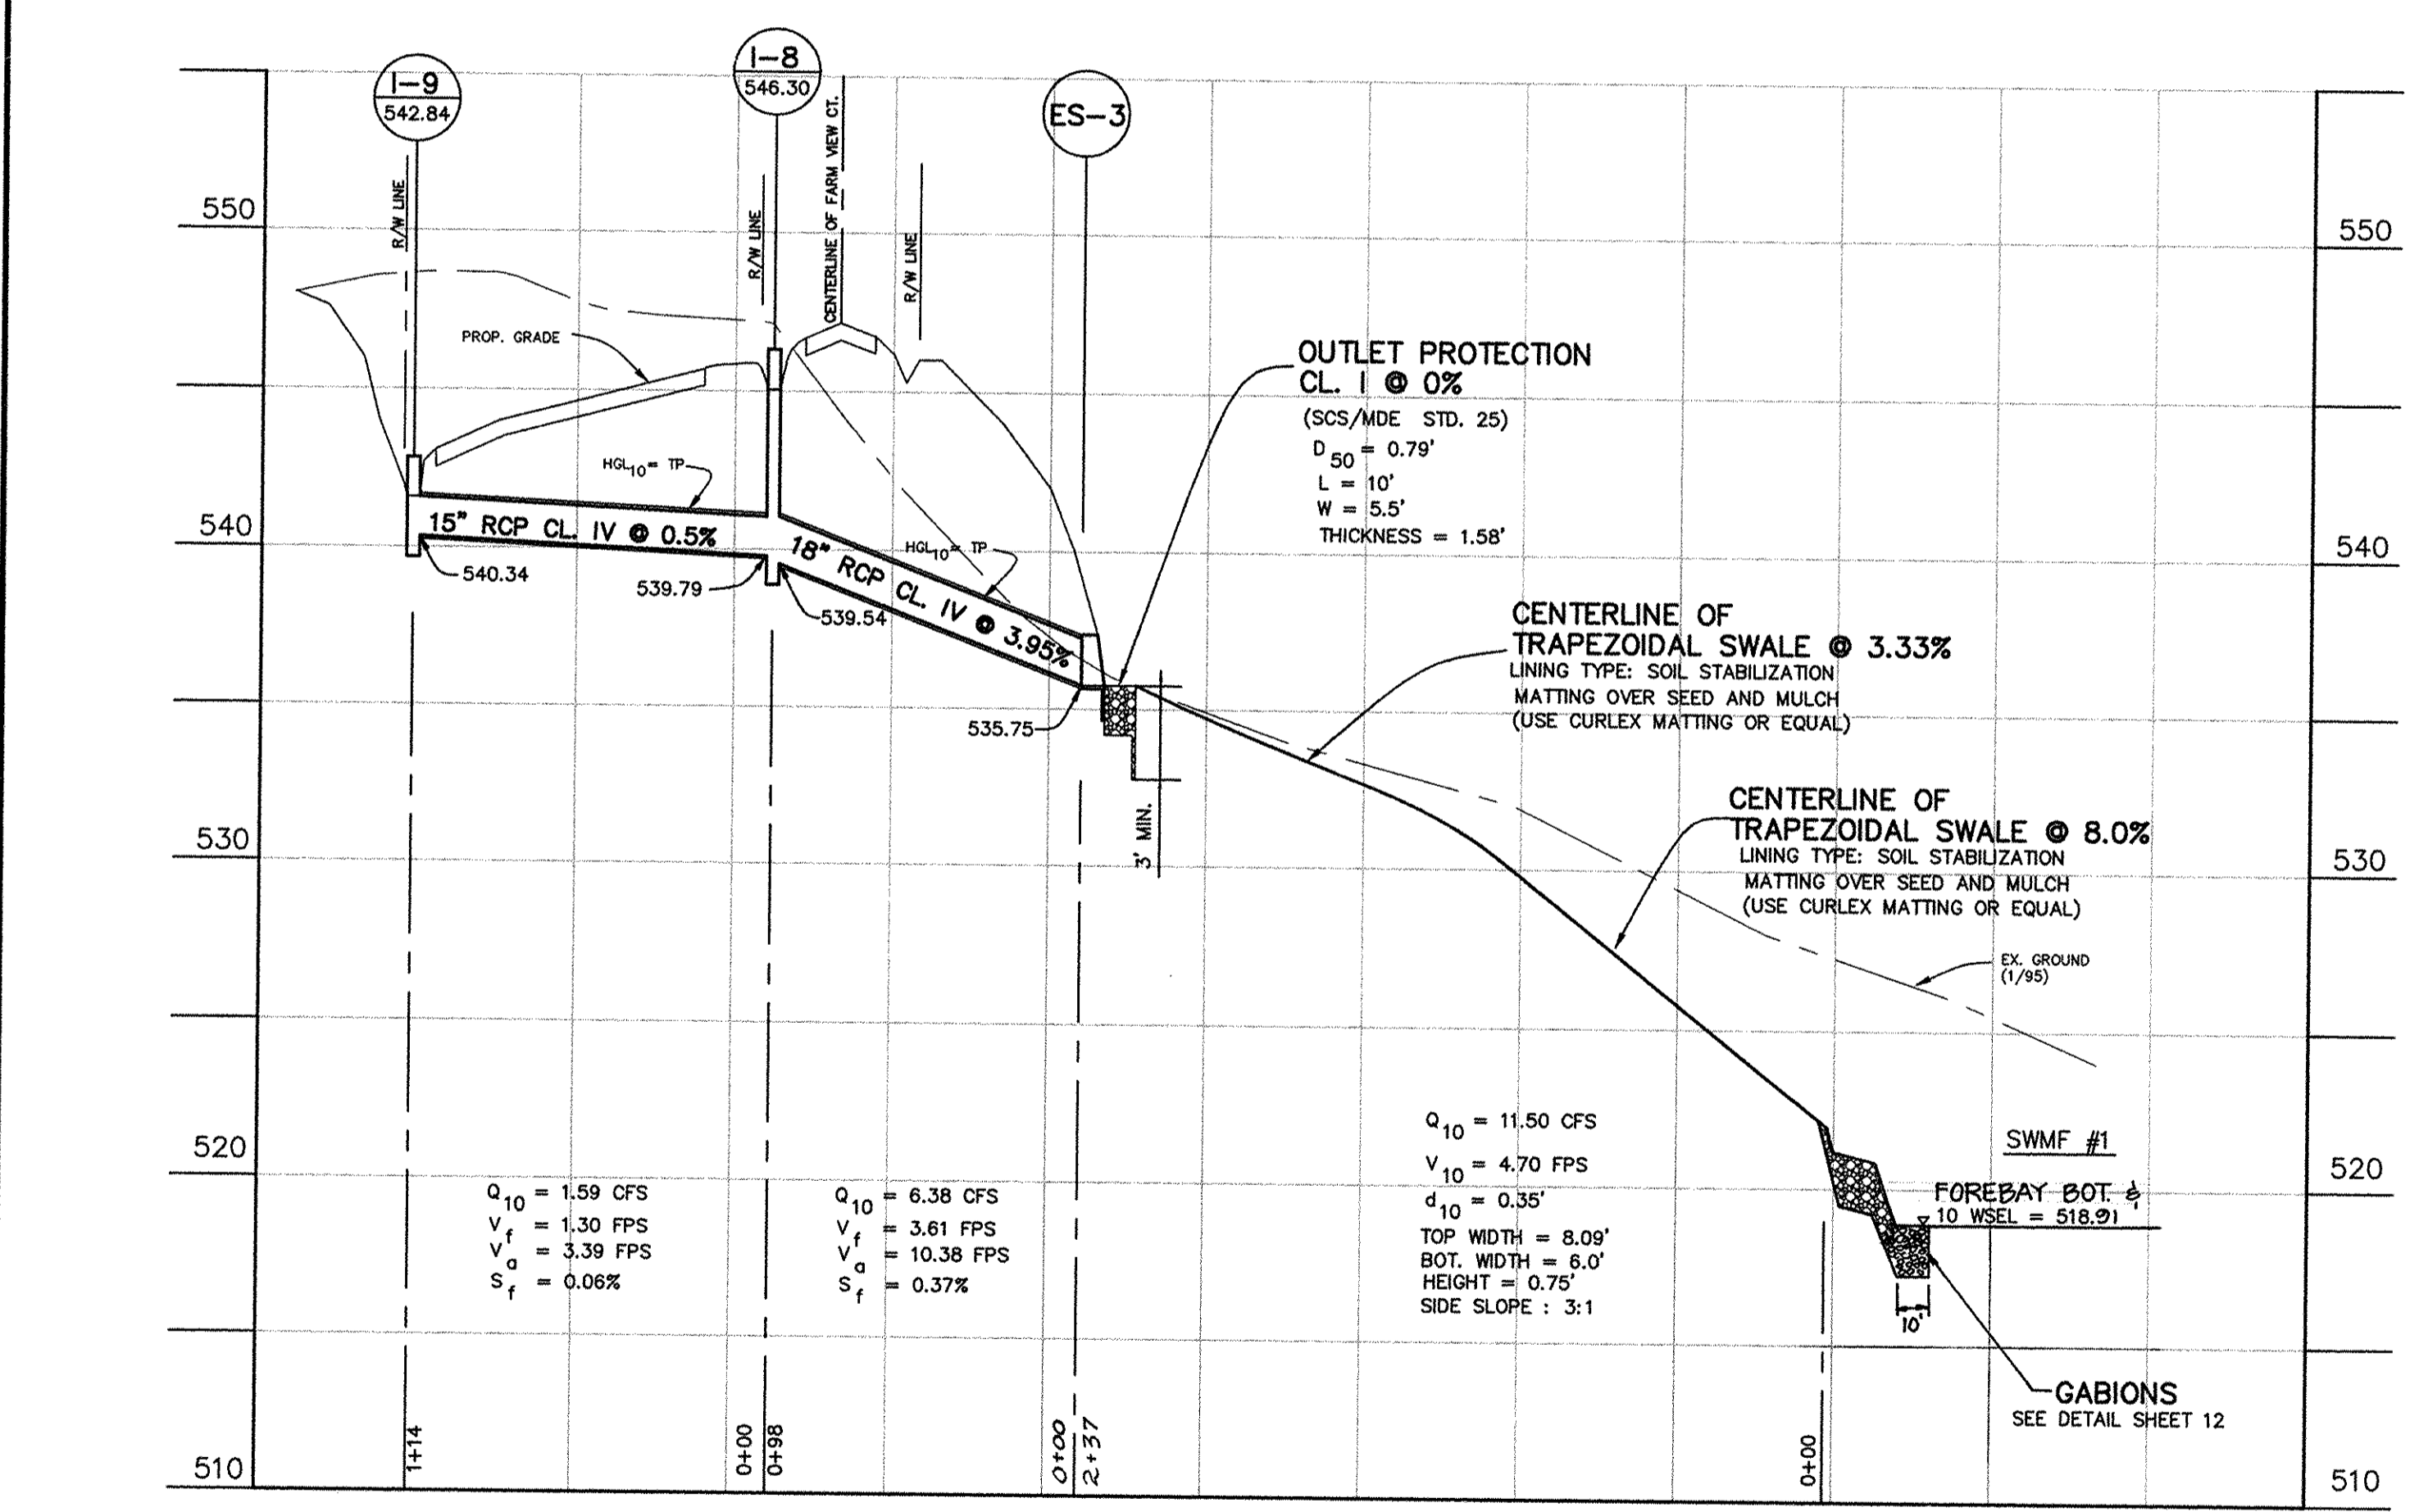 I-9
542.84
I-8
546.30
ES-3
R/W LINE
R/W LINE
CENTERLINE OF FARM VIEW CT.
R/W LINE
550
550
PROP. GRADE
OUTLET PROTECTION
CL. I @ 0%
(SCS/MDE STD. 25)
D50 = 0.79'
L = 10'
W = 5.5'
THICKNESS = 1.58'
HGL10= TP
540
15" RCP CL. IV @ 0.5%
HGL10= TP
18" RCP CL. IV @ 3.95%
540
540.34
539.79
539.54
CENTERLINE OF
TRAPEZOIDAL SWALE @ 3.33%
LINING TYPE: SOIL STABILIZATION
MATTING OVER SEED AND MULCH
(USE CURLEX MATTING OR EQUAL)
535.75
3' MIN.
CENTERLINE OF
TRAPEZOIDAL SWALE @ 8.0%
LINING TYPE: SOIL STABILIZATION
MATTING OVER SEED AND MULCH
(USE CURLEX MATTING OR EQUAL)
530
530
EX. GROUND
(1/95)
520
520
Q10 = 1.59 CFS
Vf = 1.30 FPS
Va = 3.39 FPS
Sf = 0.06%
Q10 = 6.38 CFS
Vf = 3.61 FPS
Va = 10.38 FPS
Sf = 0.37%
Q10 = 11.50 CFS
V10 = 4.70 FPS
d10 = 0.35'
TOP WIDTH = 8.09'
BOT. WIDTH = 6.0'
HEIGHT = 0.75'
SIDE SLOPE : 3:1
SWMF #1
FOREBAY BOT. &
10 WSEL = 518.91
10'
GABIONS
SEE DETAIL SHEET 12
1+14
0+00
0+98
0+00
2+37
0+00
510
510